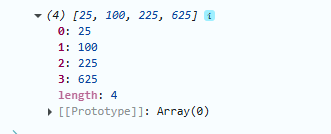 (4) [25, 100, 225, 625] i
0: 25
1: 100
2: 225
3: 625
length: 4
[[Prototype]]: Array(0)